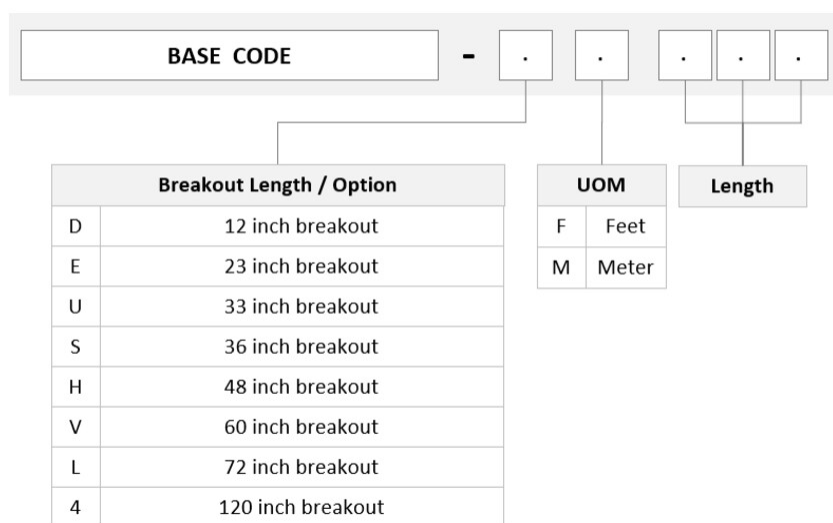 BASE CODE - . . . . .
Breakout Length / Option
D 12 inch breakout
E 23 inch breakout
U 33 inch breakout
S 36 inch breakout
H 48 inch breakout
V 60 inch breakout
L 72 inch breakout
4 120 inch breakout
UOM
F Feet
M Meter
Length